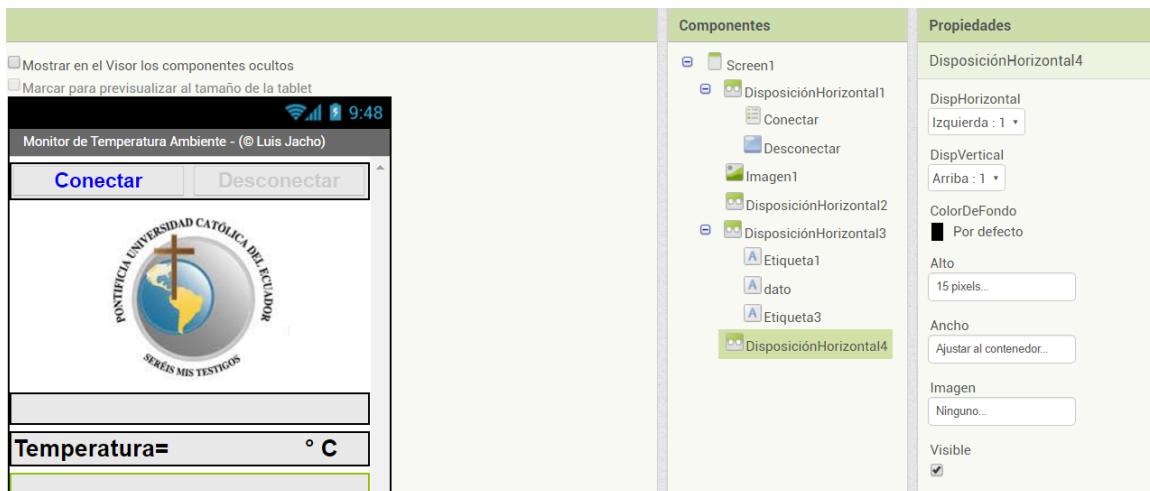 Mostrar en el Visor los componentes ocultos
Marcar para previsualizar al tamaño de la tablet
9:48
Monitor de Temperatura Ambiente - (© Luis Jacho)
Conectar
Desconectar
PONTIFICIA UNIVERSIDAD CATÓLICA DEL ECUADOR
SERÉIS MIS TESTIGOS
Temperatura=
° C
Componentes
Screen1
DisposiciónHorizontal1
Conectar
Desconectar
Imagen1
DisposiciónHorizontal2
DisposiciónHorizontal3
A Etiqueta1
A dato
A Etiqueta3
DisposiciónHorizontal4
Propiedades
DisposiciónHorizontal4
DispHorizontal
Izquierda : 1
DispVertical
Arriba : 1
ColorDeFondo
Por defecto
Alto
15 pixels...
Ancho
Ajustar al contenedor...
Imagen
Ninguno...
Visible